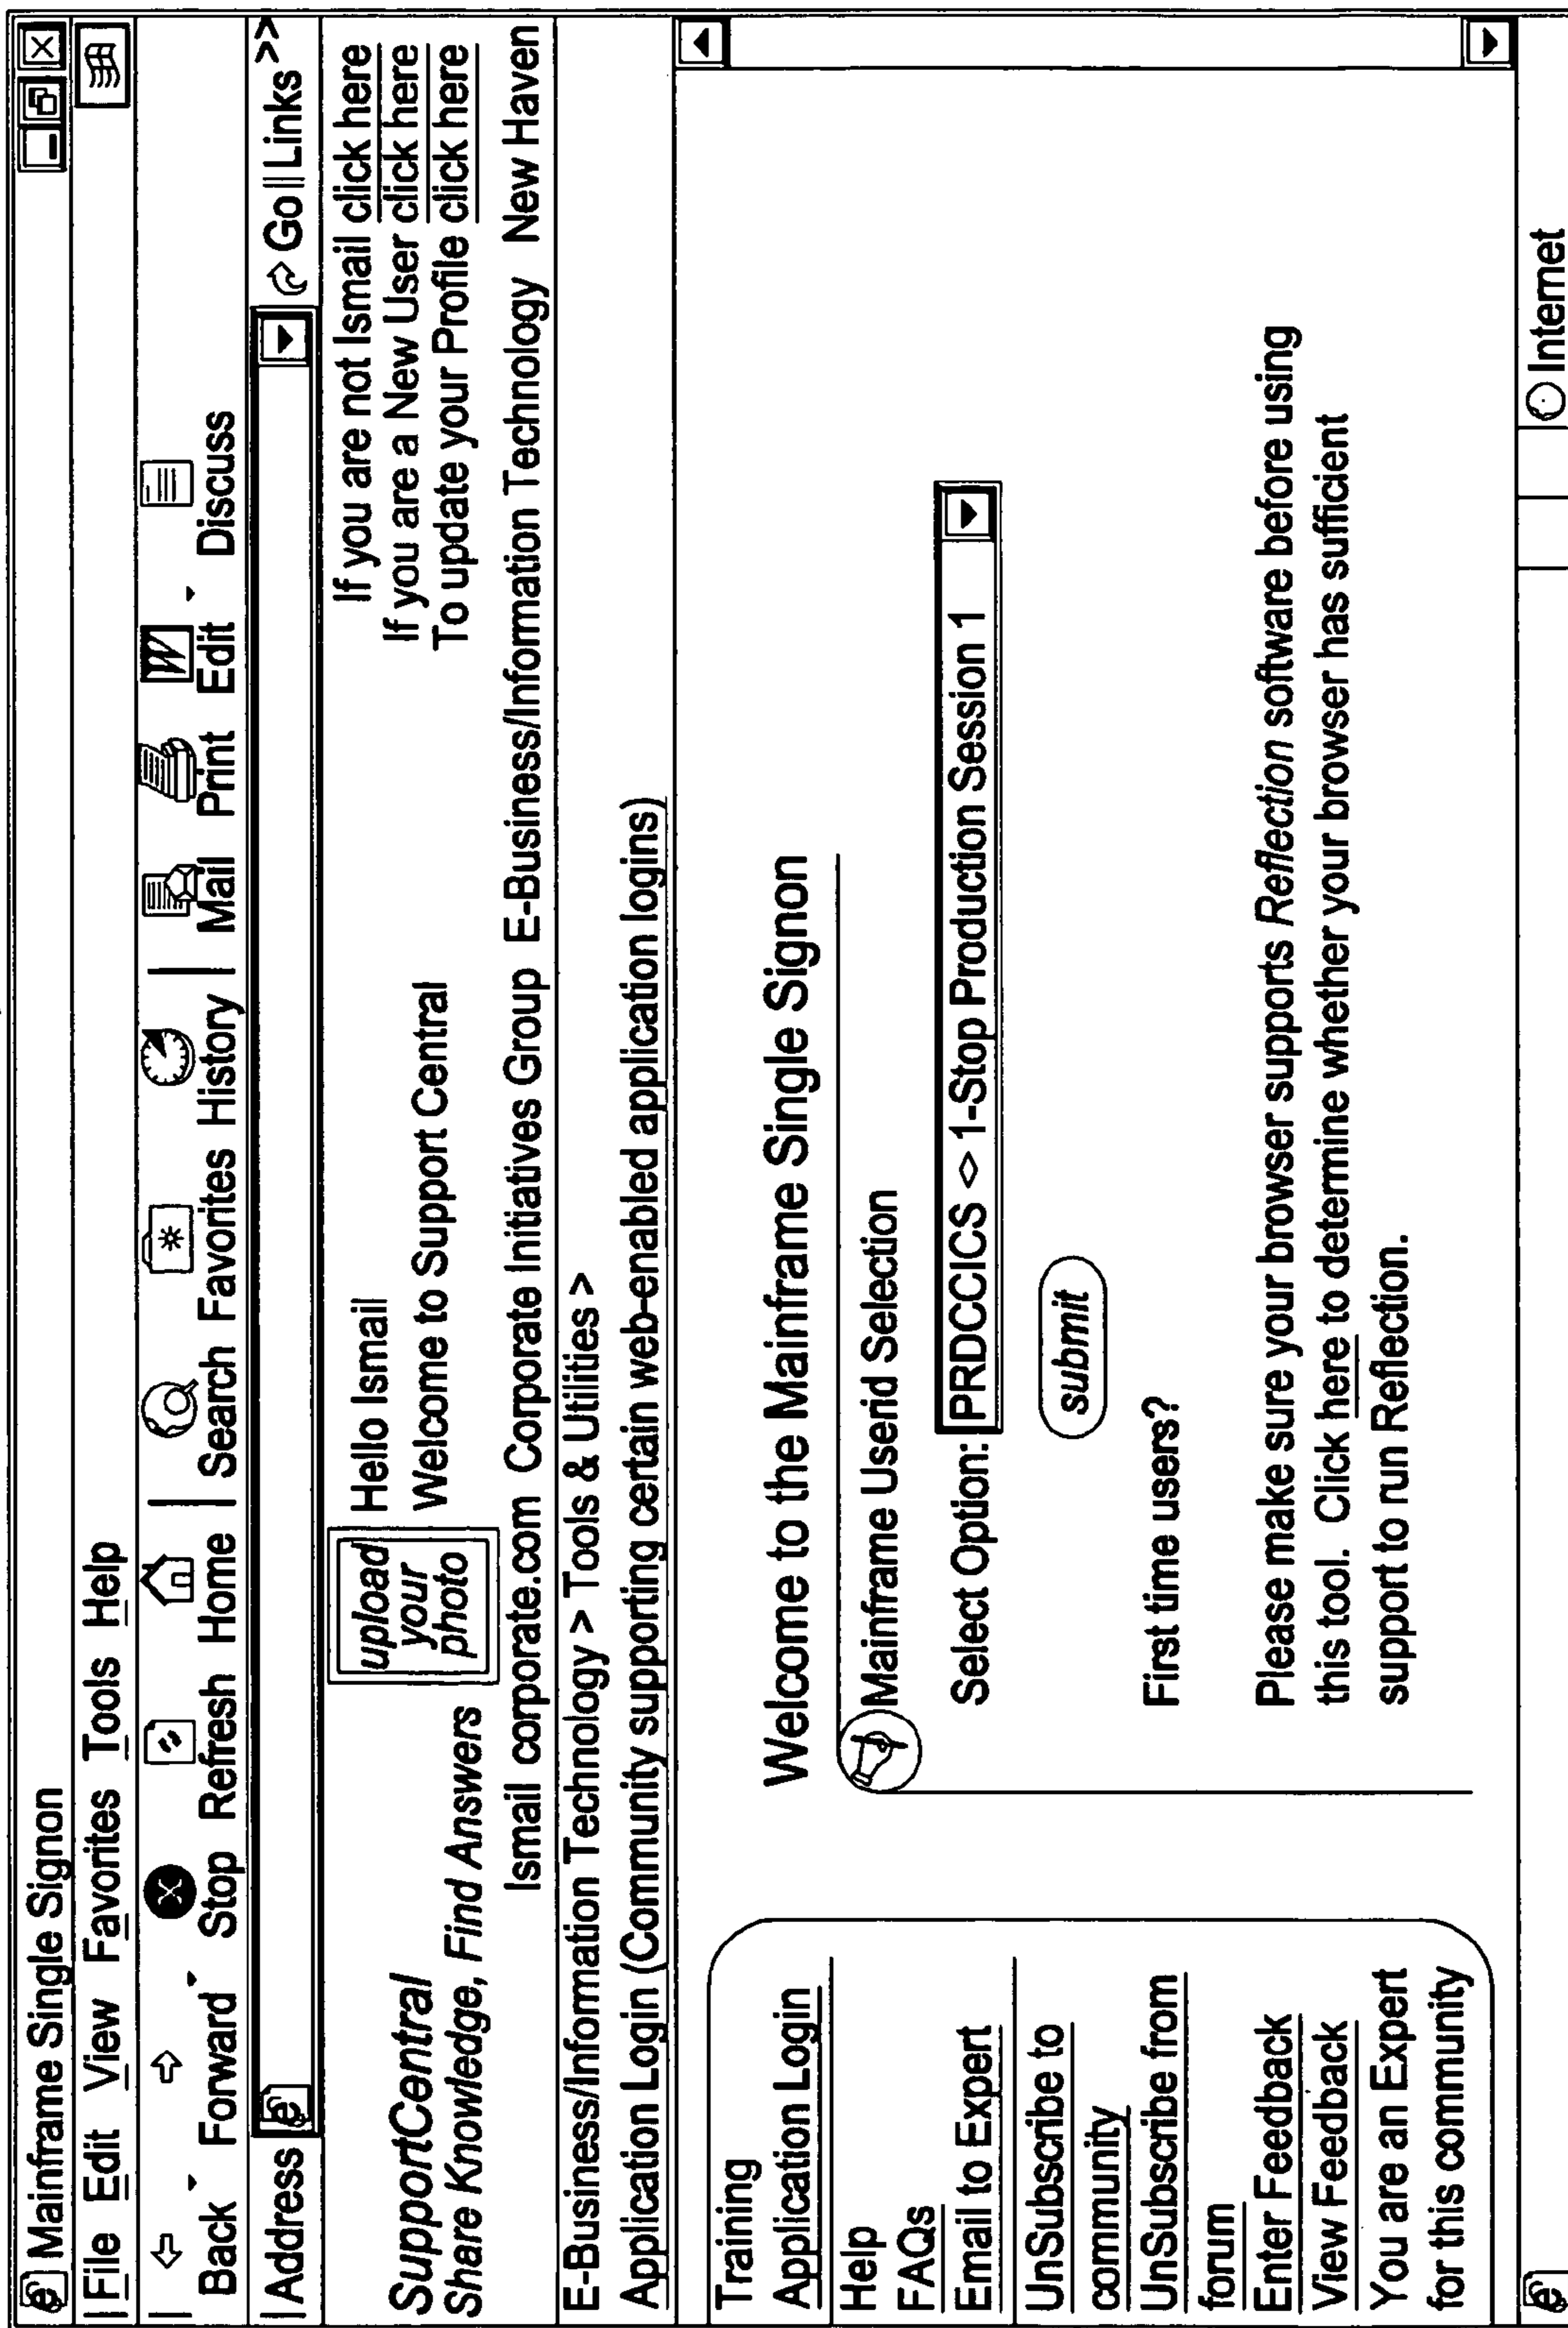 Mainframe Single Signon
File Edit View Favorites Tools Help
Back Forward Stop Refresh Home Search Favorites History Mail Print Edit Discuss
Address Go Links >>
SupportCentral
Share Knowledge, Find Answers
upload
your
photo
Hello Ismail
Welcome to Support Central
If you are not Ismail click here
If you are a New User click here
To update your Profile click here
Ismail corporate.com Corporate Initiatives Group E-Business/Information Technology New Haven
E-Business/Information Technology > Tools & Utilities >
Application Login (Community supporting certain web-enabled application logins)
Training
Application Login
Help
FAQs
Email to Expert
UnSubscribe to
community
UnSubscribe from
forum
Enter Feedback
View Feedback
You are an Expert
for this community
Welcome to the Mainframe Single Signon
Mainframe Userid Selection
Select Option: PRDCCICS <> 1-Stop Production Session 1
submit
First time users?
Please make sure your browser supports Reflection software before using
this tool. Click here to determine whether your browser has sufficient
support to run Reflection.
Internet